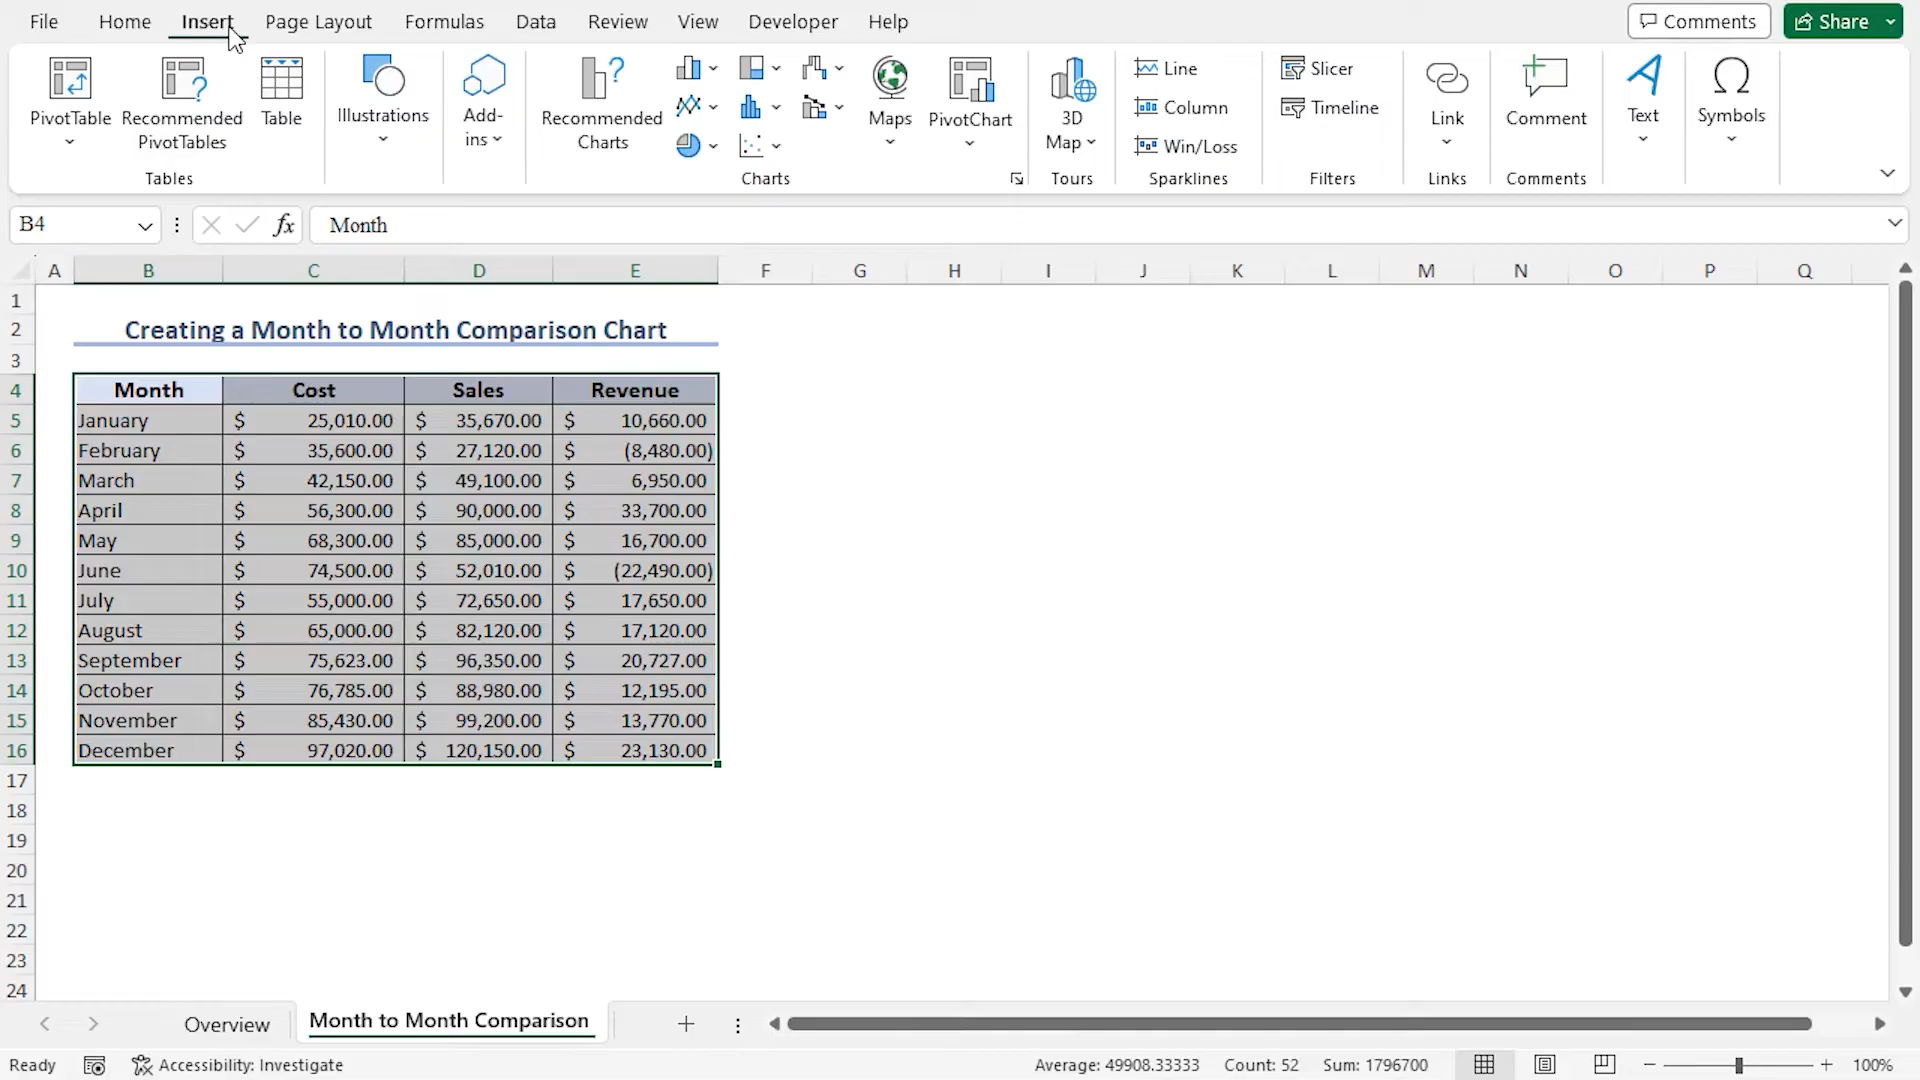 File Home Insert Page Layout Formulas Data Review View Developer Help Comments Share
PivotTable Recommended PivotTables Table Illustrations Add-ins Recommended Charts Maps PivotChart 3D Map Line Column Win/Loss Slicer Timeline Link Comment Text Symbols
Tables Charts Tours Sparklines Filters Links Comments
B4 fx Month
A B C D E F G H I J K L M N O P Q
1
2 Creating a Month to Month Comparison Chart
3
4 Month Cost Sales Revenue
5 January $ 25,010.00 $ 35,670.00 $ 10,660.00
6 February $ 35,600.00 $ 27,120.00 $ (8,480.00)
7 March $ 42,150.00 $ 49,100.00 $ 6,950.00
8 April $ 56,300.00 $ 90,000.00 $ 33,700.00
9 May $ 68,300.00 $ 85,000.00 $ 16,700.00
10 June $ 74,500.00 $ 52,010.00 $ (22,490.00)
11 July $ 55,000.00 $ 72,650.00 $ 17,650.00
12 August $ 65,000.00 $ 82,120.00 $ 17,120.00
13 September $ 75,623.00 $ 96,350.00 $ 20,727.00
14 October $ 76,785.00 $ 88,980.00 $ 12,195.00
15 November $ 85,430.00 $ 99,200.00 $ 13,770.00
16 December $ 97,020.00 $ 120,150.00 $ 23,130.00
17
18
19
20
21
22
23
24
Overview Month to Month Comparison
Ready Accessibility: Investigate Average: 49908.33333 Count: 52 Sum: 1796700 100%